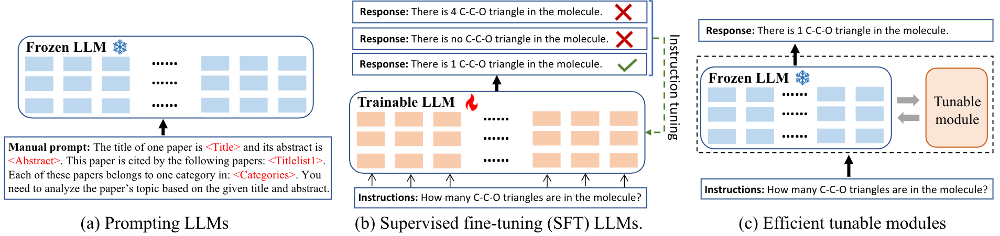 Frozen LLM
......
......
......
Manual prompt: The title of one paper is <Title> and its abstract is
<Abstract>. This paper is cited by the following papers: <Titlelist1>.
Each of these papers belongs to one category in: <Categories>. You
need to analyze the paper's topic based on the given title and abstract.
(a) Prompting LLMs
Response: There is 4 C-C-O triangle in the molecule.
Response: There is no C-C-O triangle in the molecule.
Response: There is 1 C-C-O triangle in the molecule.
Instruction tuning
Trainable LLM
......
......
......
Instructions: How many C-C-O triangles are in the molecule?
(b) Supervised fine-tuning (SFT) LLMs.
Response: There is 1 C-C-O triangle in the molecule.
Frozen LLM
......
......
......
Tunable
module
Instructions: How many C-C-O triangles are in the molecule?
(c) Efficient tunable modules